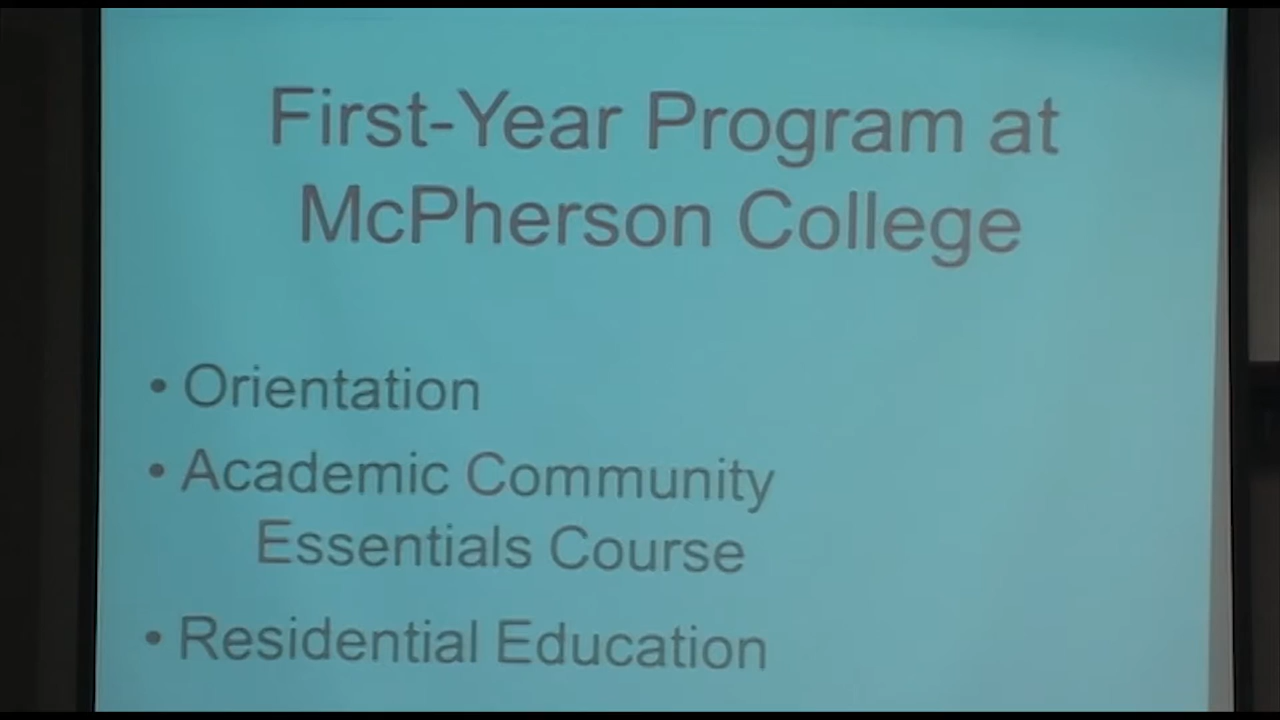 First-Year Program at
McPherson College
• Orientation
• Academic Community
Essentials Course
• Residential Education